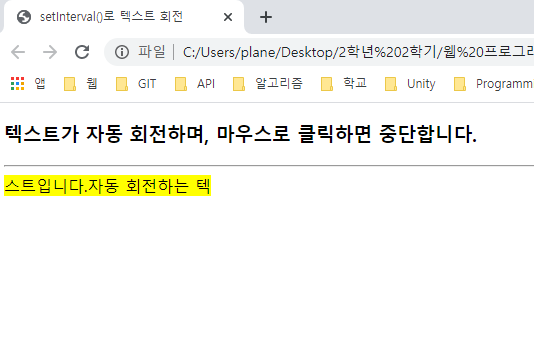 setInterval()로 텍스트 회전
파일 C:/Users/plane/Desktop/2학년%202학기/웹%20프로그래
앱 웹 GIT API 알고리즘 학교 Unity Programm
텍스트가 자동 회전하며, 마우스로 클릭하면 중단합니다.
스트입니다.자동 회전하는 텍